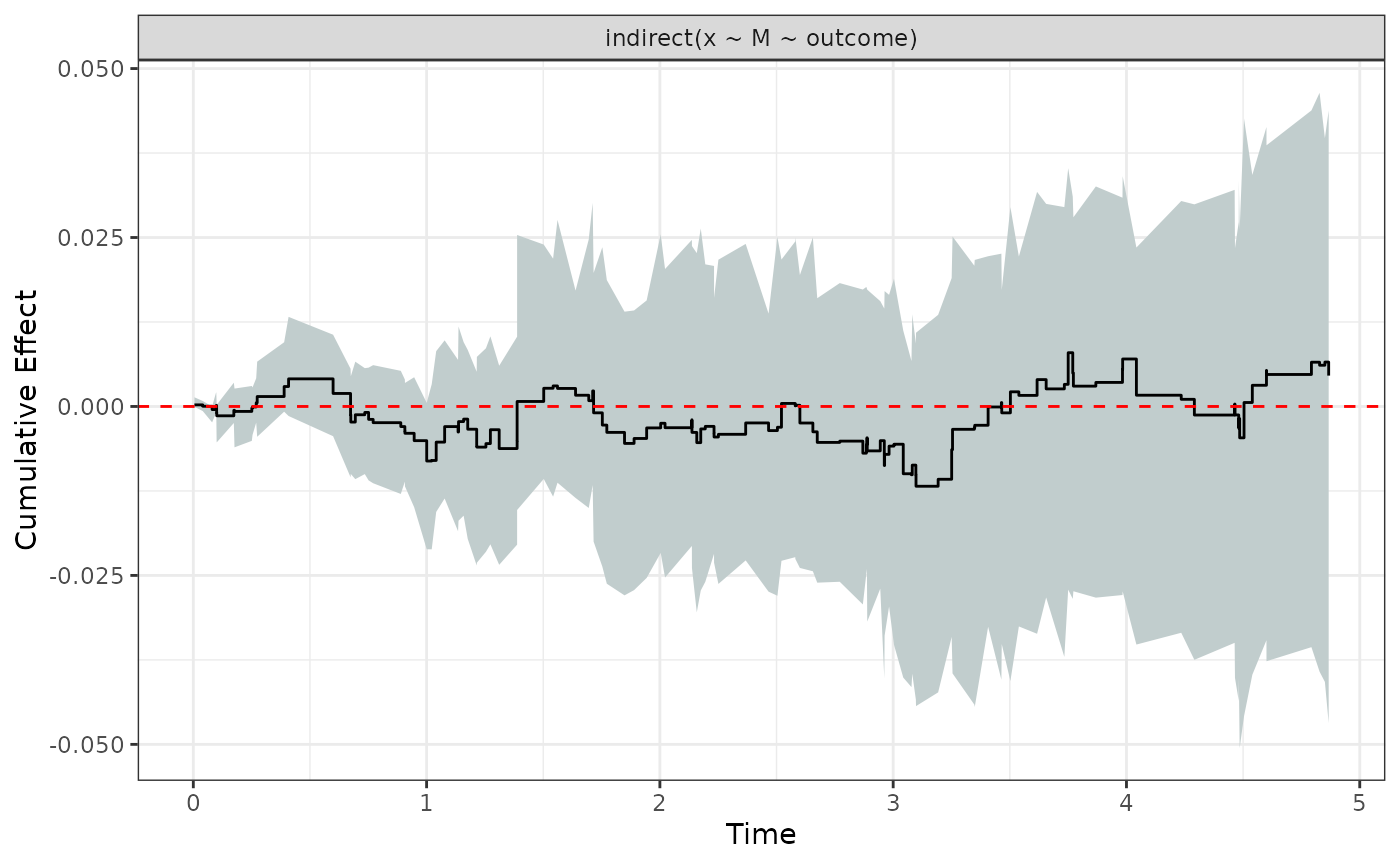 indirect(x ~ M ~ outcome)
0.050
0.025
0.000
-0.025
-0.050
Cumulative Effect
0 1 2 3 4 5
Time